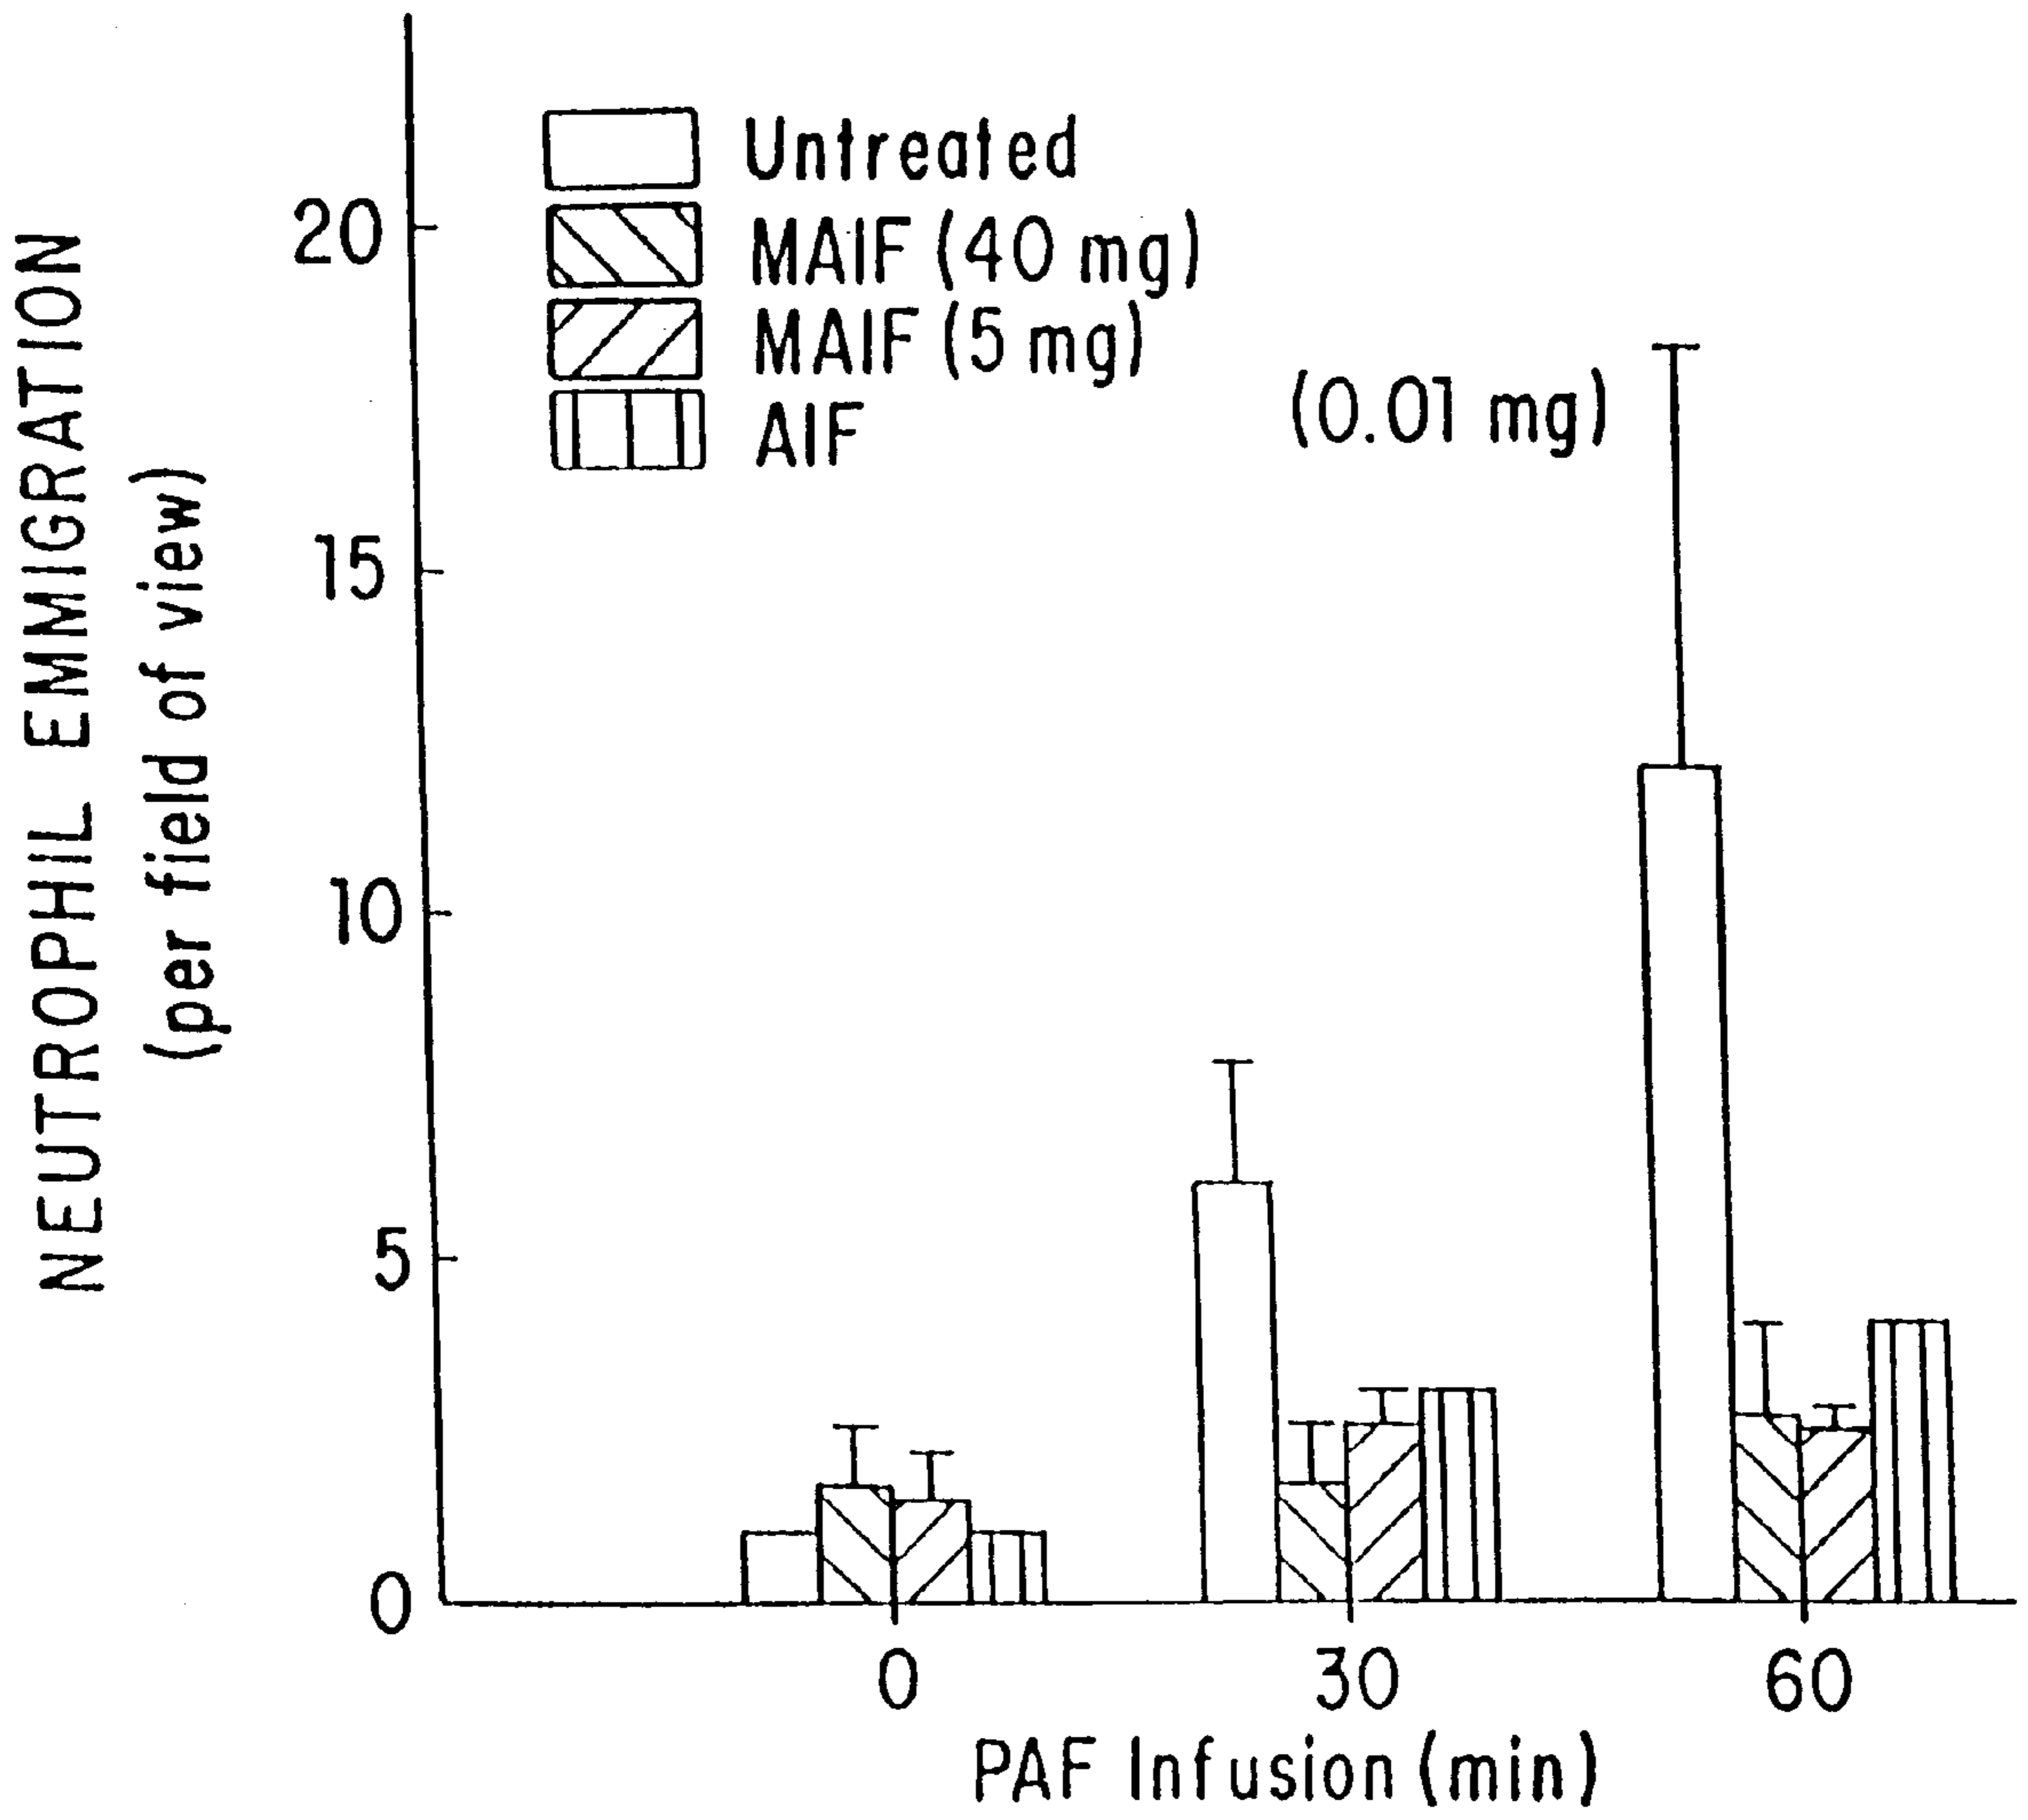 NEUTROPHIL EMMIGRATION
(per field of view)
20
15
10
5
0
Untreated
MAIF (40 mg)
MAIF (5 mg)
AIF
(0.01 mg)
0 30 60
PAF Infusion (min)